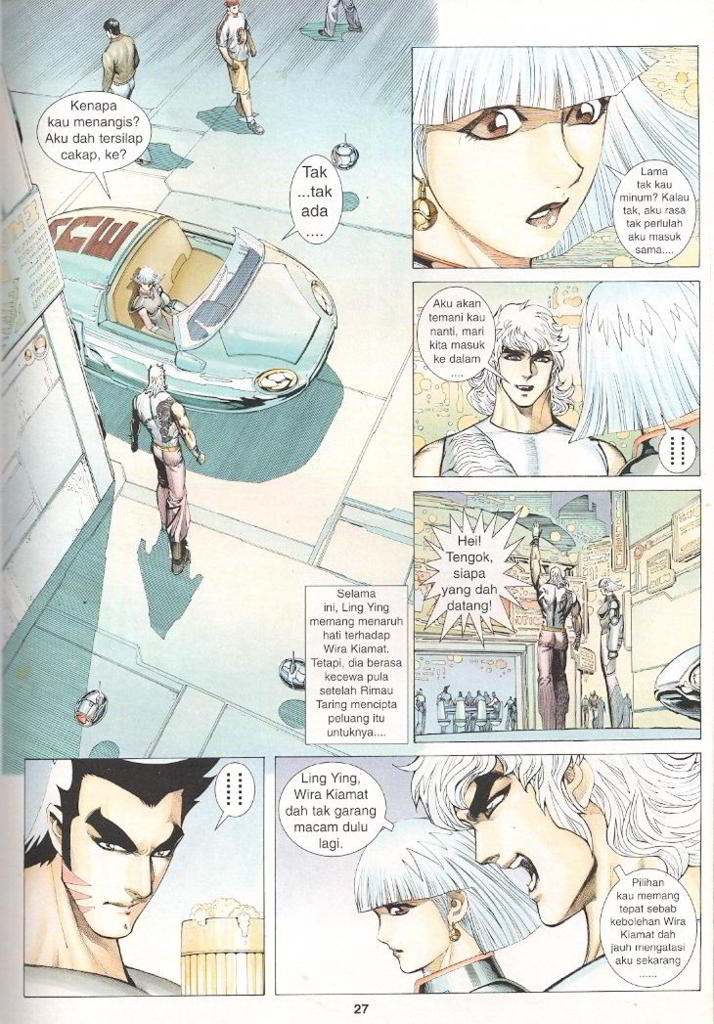 Kenapa
kau menangis?
Aku dah tersilap
cakap, ke?
Tak
...tak
ada
....
Lama
tak kau
minum? Kalau
tak, aku rasa
tak perlulah
aku masuk
sama....
Aku akan
temani kau
nanti, mari
kita masuk
ke dalam
....
Hei!
Tengok,
siapa
yang dah
datang!
Selama
ini, Ling Ying
memang menaruh
hati terhadap
Wira Kiamat.
Tetapi, dia berasa
kecewa pula
setelah Rimau
Taring mencipta
peluang itu
untuknya....
Ling Ying,
Wira Kiamat
dah tak garang
macam dulu
lagi.
Pilihan
kau memang
tepat sebab
kebolehan Wira
Kiamat dah
jauh mengatasi
aku sekarang
......
27